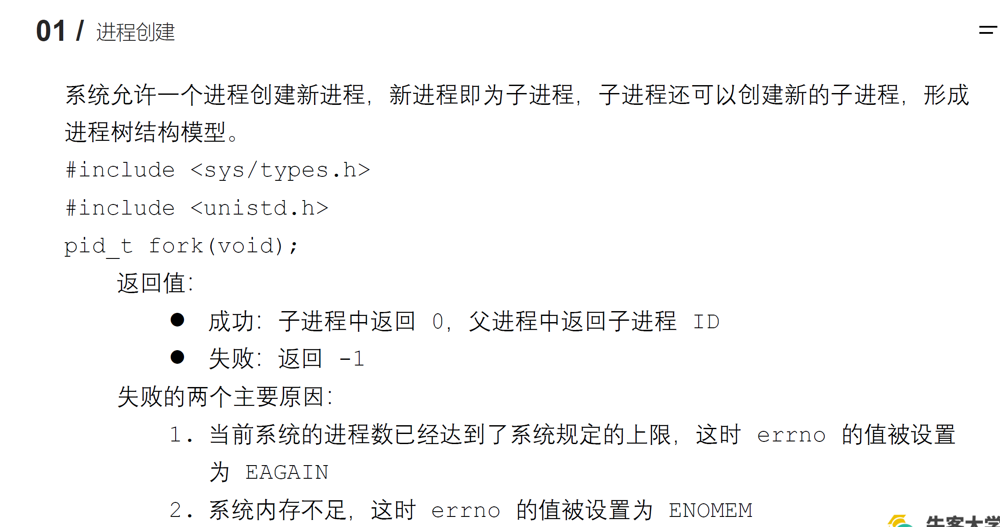 01 / 进程创建
系统允许一个进程创建新进程，新进程即为子进程，子进程还可以创建新的子进程，形成
进程树结构模型。
#include <sys/types.h>
#include <unistd.h>
pid_t fork(void);
返回值：
● 成功：子进程中返回 0，父进程中返回子进程 ID
● 失败：返回 -1
失败的两个主要原因：
1. 当前系统的进程数已经达到了系统规定的上限，这时 errno 的值被设置
为 EAGAIN
2. 系统内存不足，这时 errno 的值被设置为 ENOMEM
牛客大学